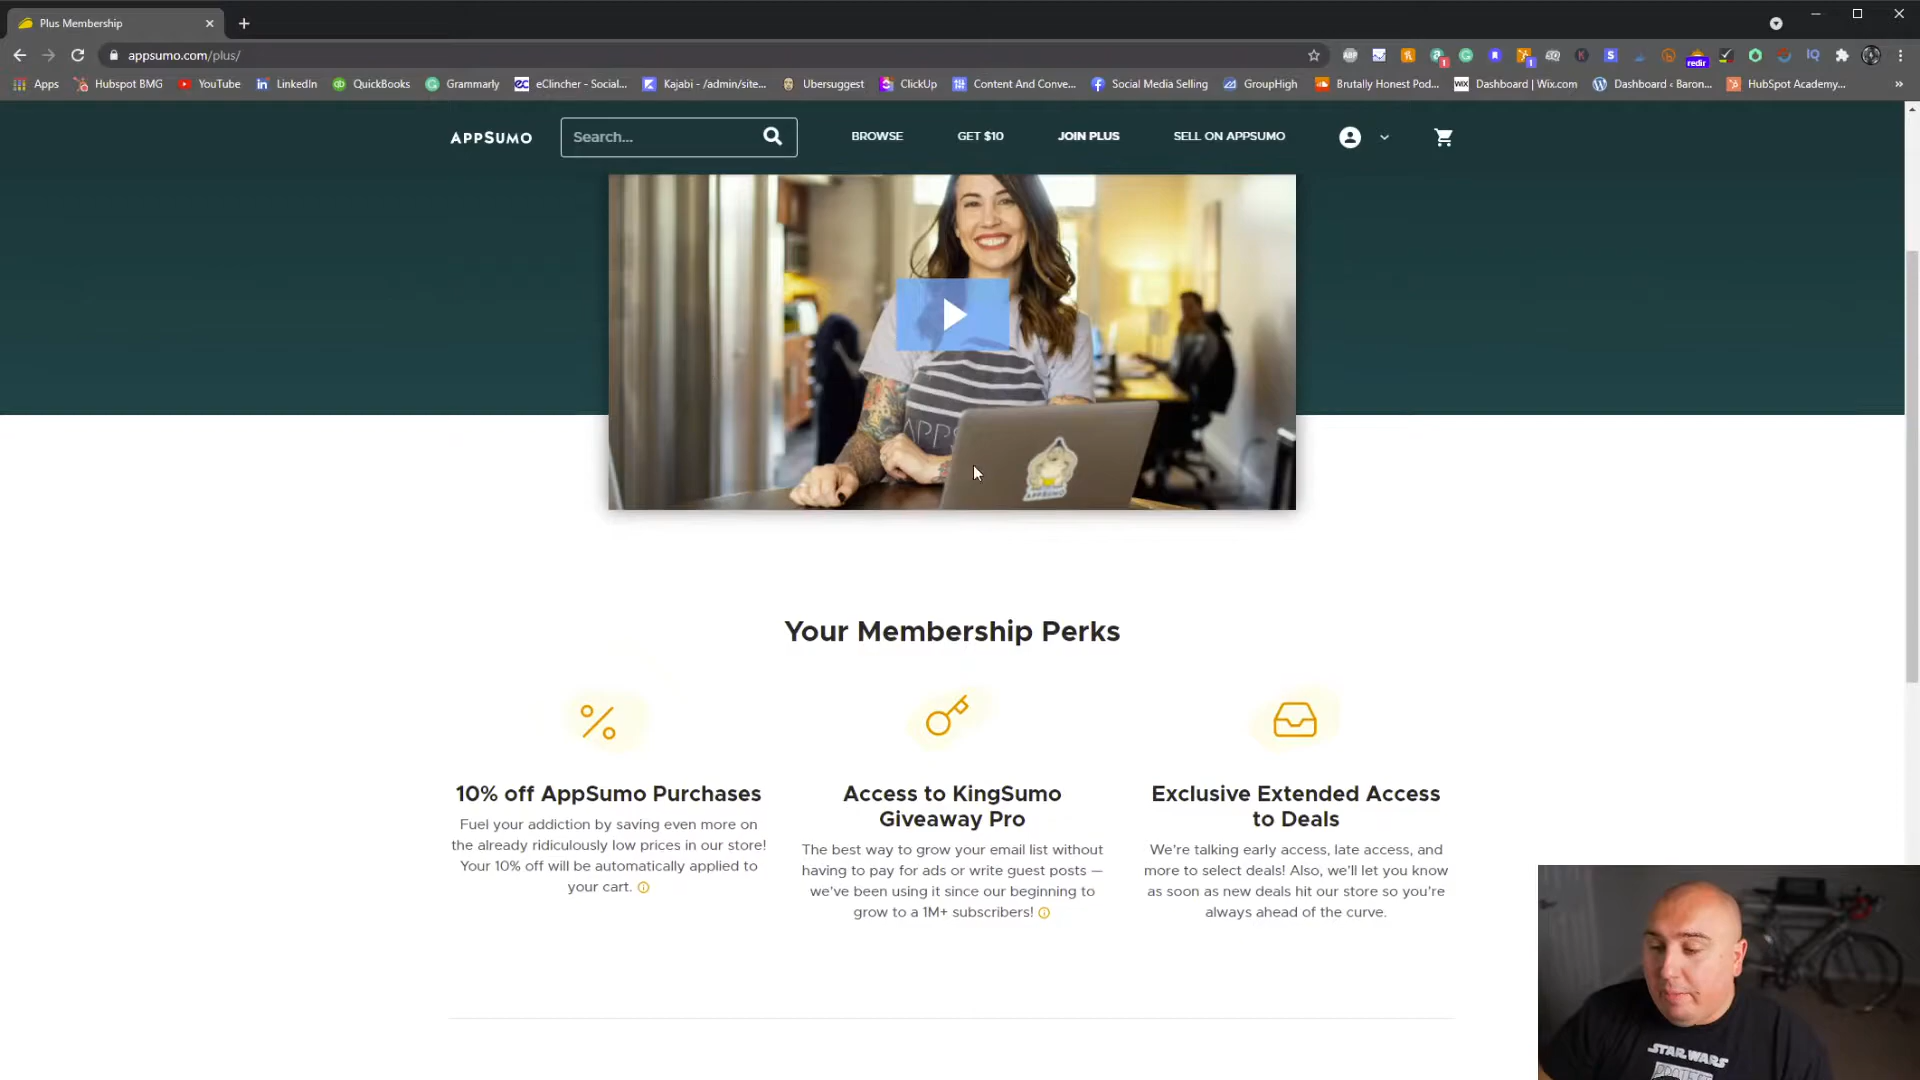 Plus Membership
appsumo.com/plus/
Apps Hubspot BMG YouTube LinkedIn QuickBooks Grammarly eClincher - Social... Kajabi - /admin/site... Ubersuggest ClickUp Content And Conve... Social Media Selling GroupHigh Brutally Honest Pod... Dashboard | Wix.com Dashboard ‹ Baron... HubSpot Academy... »
APPSUMO Search... BROWSE GET $10 JOIN PLUS SELL ON APPSUMO
redir
APPSUMO
Your Membership Perks
10% off AppSumo Purchases
Fuel your addiction by saving even more on
the already ridiculously low prices in our store!
Your 10% off will be automatically applied to
your cart.
Access to KingSumo
Giveaway Pro
The best way to grow your email list without
having to pay for ads or write guest posts —
we've been using it since our beginning to
grow to a 1M+ subscribers!
Exclusive Extended Access
to Deals
We're talking early access, late access, and
more to select deals! Also, we'll let you know
as soon as new deals hit our store so you're
always ahead of the curve.
STAR WARS